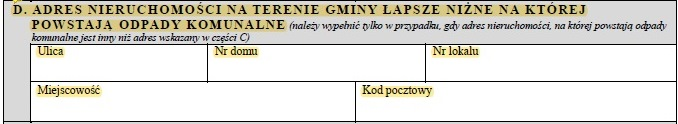 D. ADRES NIERUCHOMOŚCI NA TERENIE GMINY ŁAPSZE NIŻNE NA KTÓREJ
POWSTAJĄ ODPADY KOMUNALNE (należy wypełnić tylko w przypadku, gdy adres nieruchomości, na której powstają odpady
komunalne jest inny niż adres wskazany w części C)
Ulica Nr domu Nr lokalu
Miejscowość Kod pocztowy